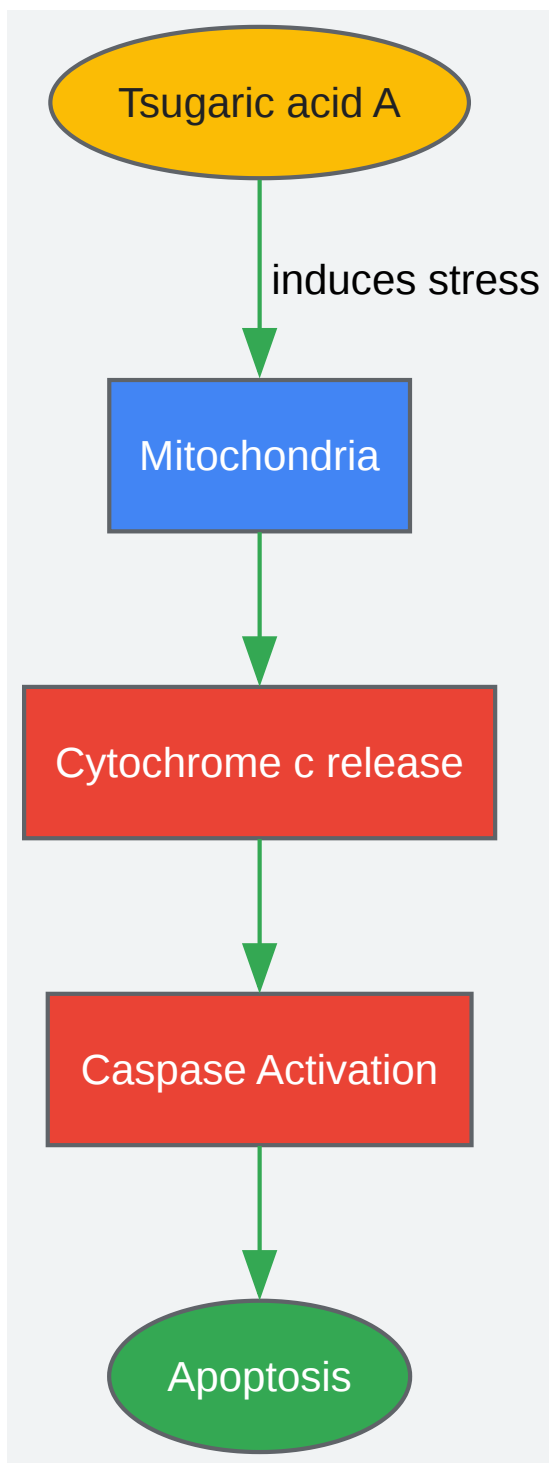 Tsugaric acid A
induces stress
Mitochondria
Cytochrome c release
Caspase Activation
Apoptosis